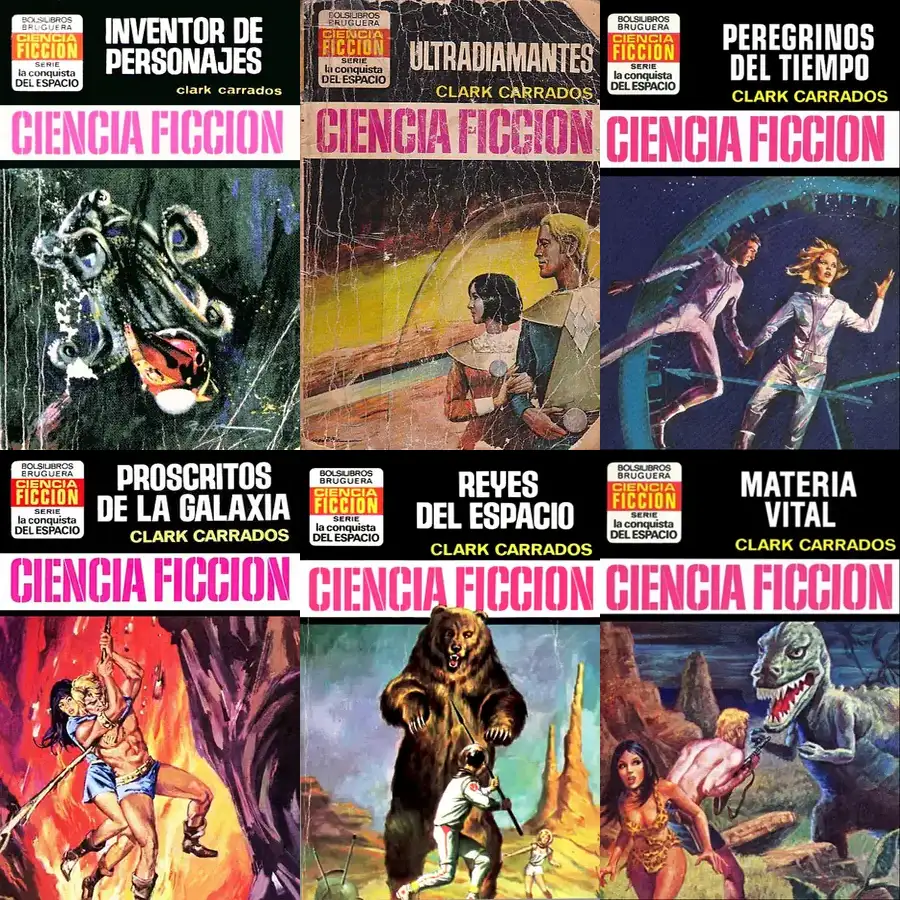 BOLSILIBROS
BRUGUERA
CIENCIA
FICCION
SERIE
la conquista
DEL ESPACIO
INVENTOR DE
PERSONAJES
clark carrados
CIENCIA FICCION
BOLSILIBROS
BRUGUERA
CIENCIA
FICCION
SERIE
la conquista
DEL ESPACIO
ULTRADIAMANTES
CLARK CARRADOS
CIENCIA FICCION
BOLSILIBROS
BRUGUERA
CIENCIA
FICCION
SERIE
la conquista
DEL ESPACIO
PEREGRINOS
DEL TIEMPO
CLARK CARRADOS
CIENCIA FICCION
BOLSILIBROS
BRUGUERA
CIENCIA
FICCION
SERIE
la conquista
DEL ESPACIO
PROSCRITOS
DE LA GALAXIA
CLARK CARRADOS
CIENCIA FICCION
BOLSILIBROS
BRUGUERA
CIENCIA
FICCION
SERIE
la conquista
DEL ESPACIO
REYES
DEL ESPACIO
CLARK CARRADOS
CIENCIA FICCION
BOLSILIBROS
BRUGUERA
CIENCIA
FICCION
SERIE
la conquista
DEL ESPACIO
MATERIA
VITAL
CLARK CARRADOS
CIENCIA FICCION